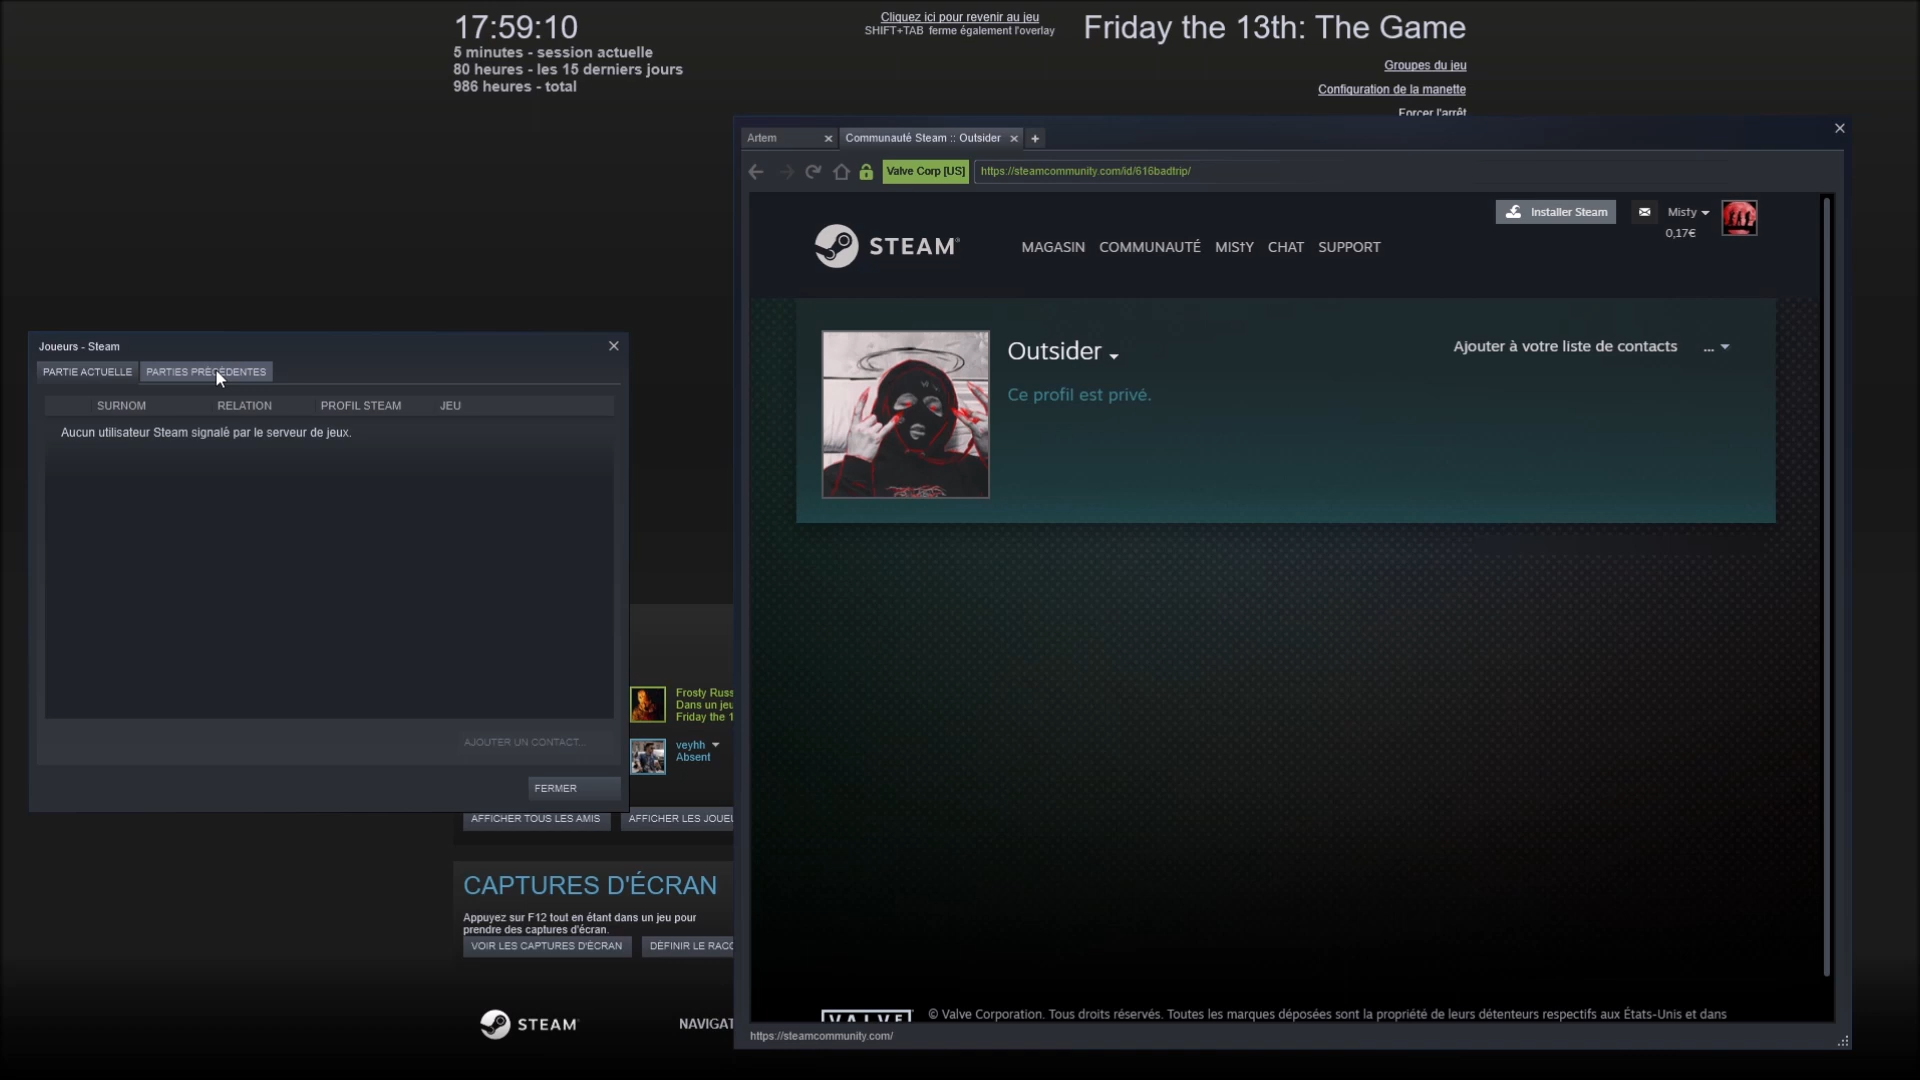 17:59:10
5 minutes - session actuelle
80 heures - les 15 derniers jours
986 heures - total
Cliquez ici pour revenir au jeu
SHIFT+TAB ferme également l'overlay
Friday the 13th: The Game
Groupes du jeu
Configuration de la manette
Forcer l'arrêt
Artem
Communauté Steam :: Outsider
Valve Corp [US]
https://steamcommunity.com/id/616badtrip/
Installer Steam
Misty
0,17€
STEAM
MAGASIN COMMUNAUTÉ MIS†Y CHAT SUPPORT
Outsider
Ce profil est privé.
Ajouter à votre liste de contacts
...
Joueurs - Steam
PARTIE ACTUELLE
PARTIES PRÉCÉDENTES
SURNOM RELATION PROFIL STEAM JEU
Aucun utilisateur Steam signalé par le serveur de jeux.
AJOUTER UN CONTACT...
FERMER
Frosty Russ
Dans un jeu
Friday the 1
veyhh
Absent
AFFICHER TOUS LES AMIS
AFFICHER LES JOUEU
CAPTURES D'ÉCRAN
Appuyez sur F12 tout en étant dans un jeu pour
prendre des captures d'écran.
VOIR LES CAPTURES D'ÉCRAN
DÉFINIR LE RACC
STEAM
NAVIGAT
VALVE
© Valve Corporation. Tous droits réservés. Toutes les marques déposées sont la propriété de leurs détenteurs respectifs aux États-Unis et dans
https://steamcommunity.com/